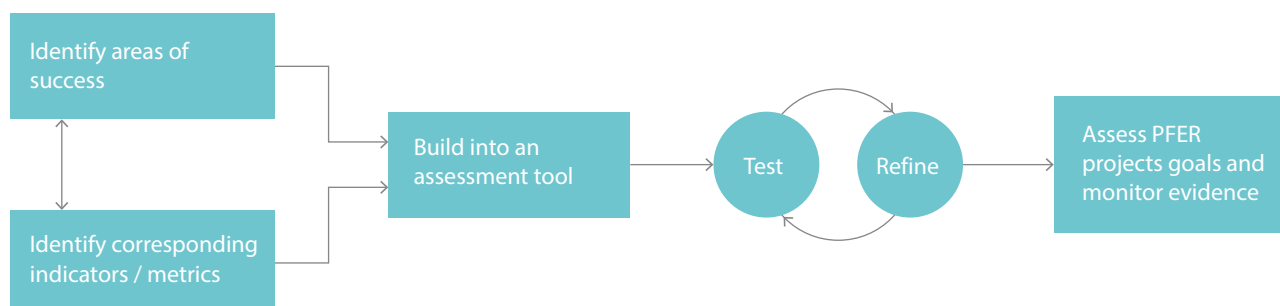 Identify areas of
success
Identify corresponding
indicators / metrics
Build into an
assessment tool
Test
Refine
Assess PFER
projects goals and
monitor evidence